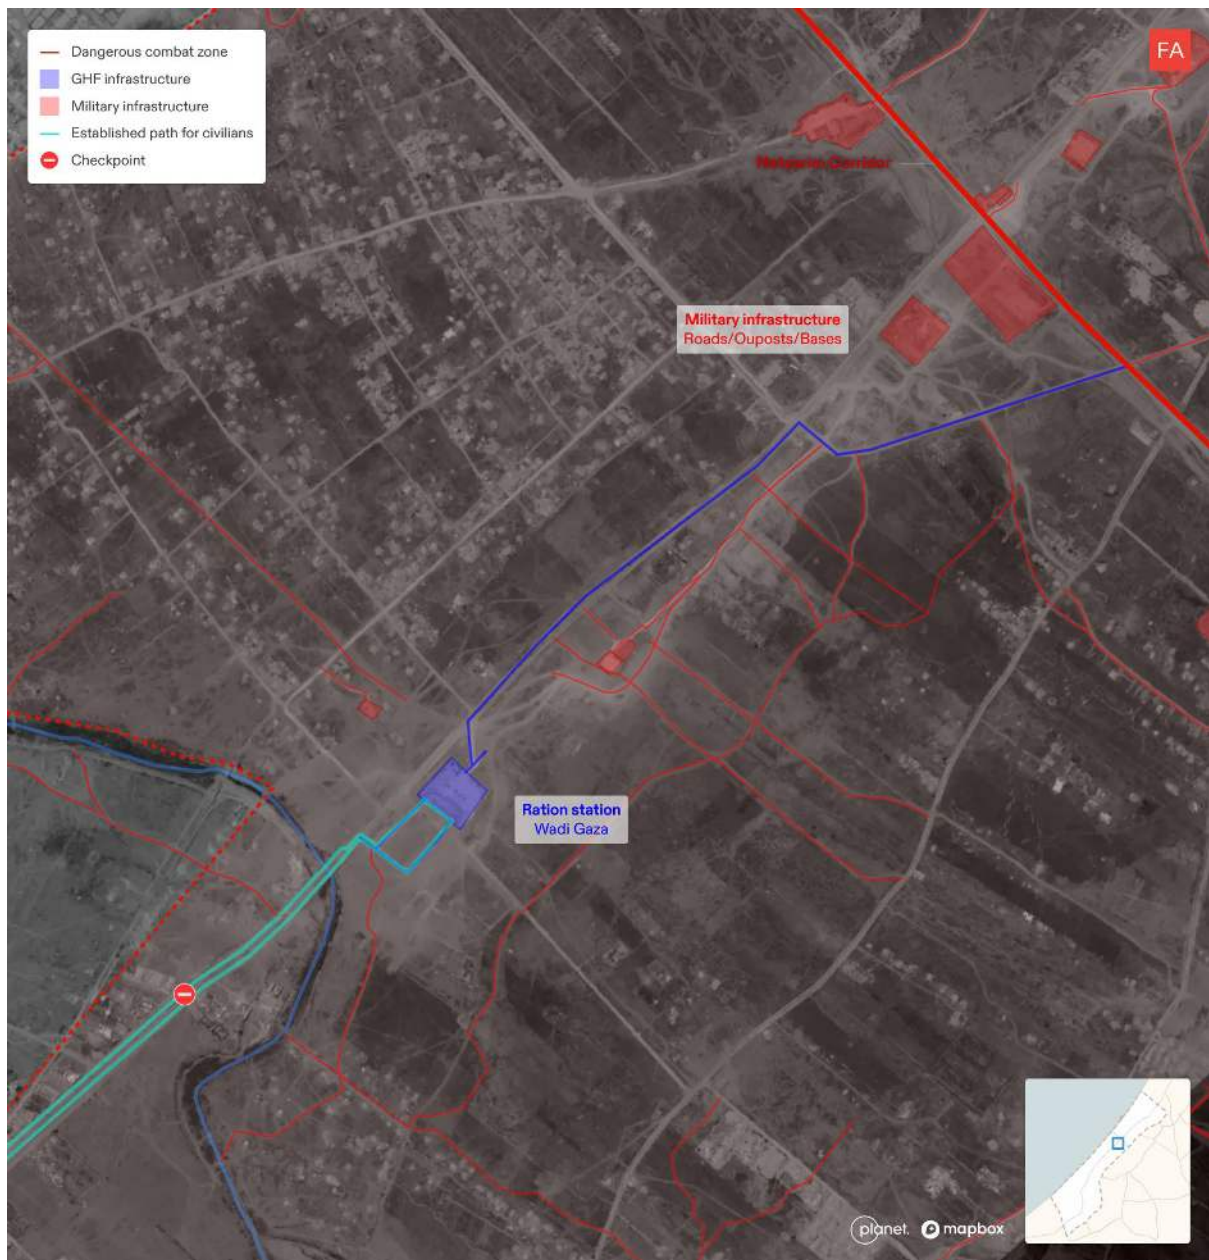 Dangerous combat zone
GHF infrastructure
Military infrastructure
Established path for civilians
Checkpoint
FA
Netzarim Corridor
Military infrastructure
Roads/Ouposts/Bases
Ration station
Wadi Gaza
planet.
mapbox